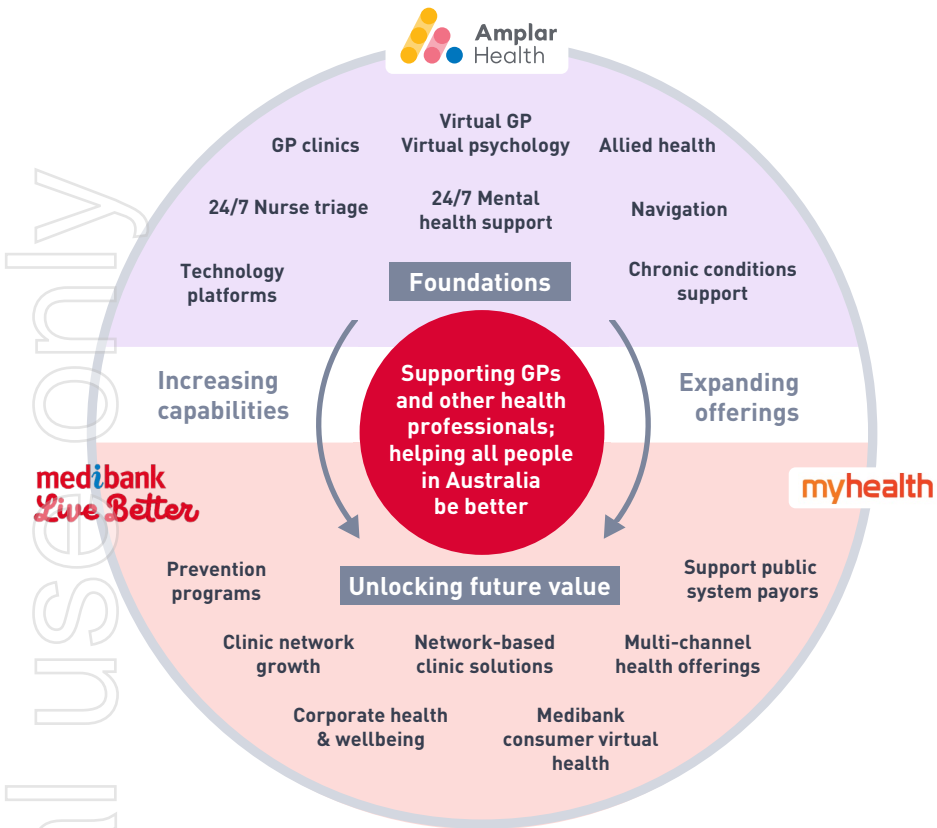 Amplar
Health
Virtual GP
GP clinics
Virtual psychology
Allied health
24/7 Nurse triage
24/7 Mental
health support
Navigation
Technology
platforms
Foundations
Chronic conditions
support
Increasing
capabilities
Supporting GPs
and other health
professionals;
helping all people
in Australia
be better
Expanding
offerings
medibank
Live Better
myhealth
Prevention
programs
Unlocking future value
Support public
system payors
Clinic network
growth
Network-based
clinic solutions
Multi-channel
health offerings
Corporate health
& wellbeing
Medibank
consumer virtual
health
use only